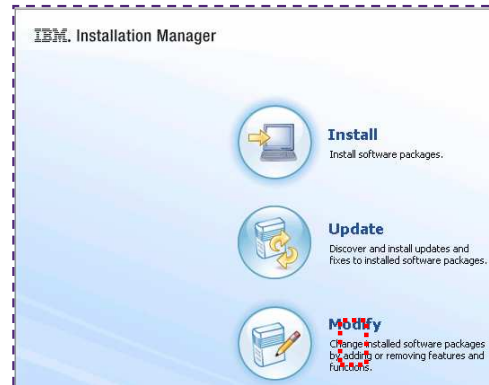 IBM. Installation Manager
Install
Install software packages.
Update
Discover and install updates and
fixes to installed software packages.
Modify
Change installed software packages
by adding or removing features and
functions.